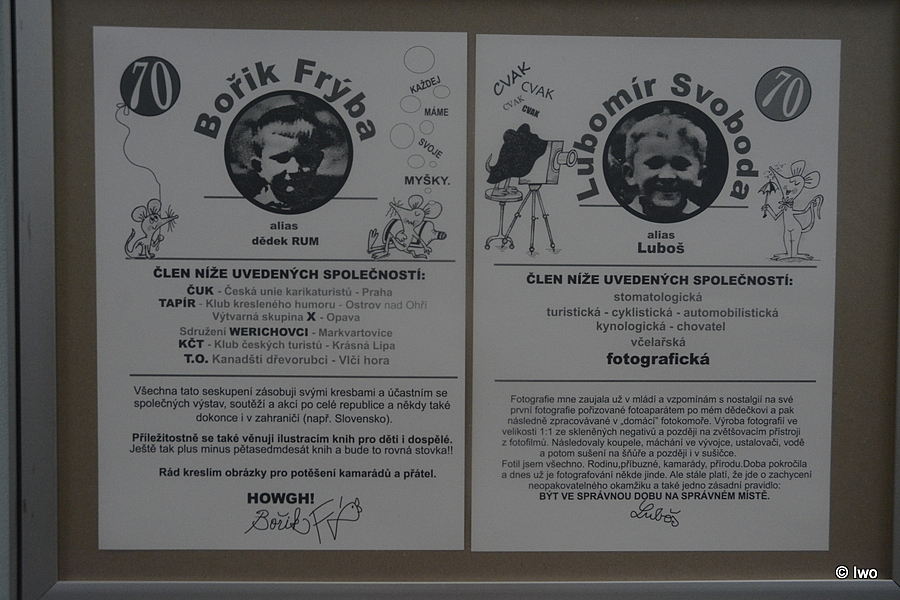 70
Bořik Frýba
KAŽDEJ
MÁME
SVOJE
MYŠKY.
alias
dědek RUM
ČLEN NÍŽE UVEDENÝCH SPOLEČNOSTÍ:
ČUK - Česká unie karikaturistů - Praha
TAPÍR - Klub kresleného humoru - Ostrov nad Ohří
Výtvarná skupina X - Opava
Sdružení WERICHOVCI - Markvartovice
KČT - Klub českých turistů - Krásná Lípa
T.O. Kanadští dřevorubci - Vlčí hora
Všechna tato seskupení zásobuji svými kresbami a účastním se
společných výstav, soutěží a akcí po celé republice a někdy také
dokonce i v zahraničí (např. Slovensko).
Příležitostně se také věnuji ilustracím knih pro děti i dospělé.
Ještě tak plus minus pětasedmdesát knih a bude to rovná stovka!!
Rád kreslím obrázky pro potěšení kamarádů a přátel.
HOWGH!
Bořik
CVAK
CVAK
CVAK
CVAK
Lubomír Svoboda
70
alias
Luboš
ČLEN NÍŽE UVEDENÝCH SPOLEČNOSTÍ:
stomatologická
turistická - cyklistická - automobilistická
kynologická - chovatel
včelařská
fotografická
Fotografie mne zaujala už v mládí a vzpomínám s nostalgií na své
první fotografie pořizované fotoaparátem po mém dědečkovi a pak
následně zpracovávané v „domácí" fotokomoře. Výroba fotografií ve
velikosti 1:1 ze skleněných negativů a později na zvětšovacím přístroji
z fotofilmů. Následovaly koupele, máchání ve vývojce, ustalovači, vodě
a potom sušení na šňůře a později i v sušičce.
Fotil jsem všechno. Rodinu,příbuzné, kamarády, přírodu.Doba pokročila
a dnes už je fotografování někde jinde. Ale stále platí, že jde o zachycení
neopakovatelného okamžiku a také jedno zásadní pravidlo:
BÝT VE SPRÁVNOU DOBU NA SPRÁVNÉM MÍSTĚ.
Luboš
© Iwo